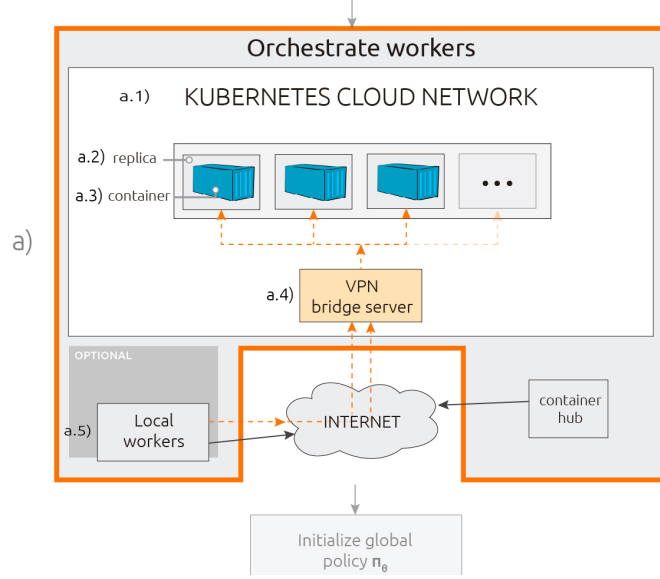 Orchestrate workers
a.1) KUBERNETES CLOUD NETWORK
a.2) replica
a.3) container
...
a)
a.4) VPN
bridge server
OPTIONAL
a.5) Local
workers
INTERNET
container
hub
Initialize global
policy π_θ